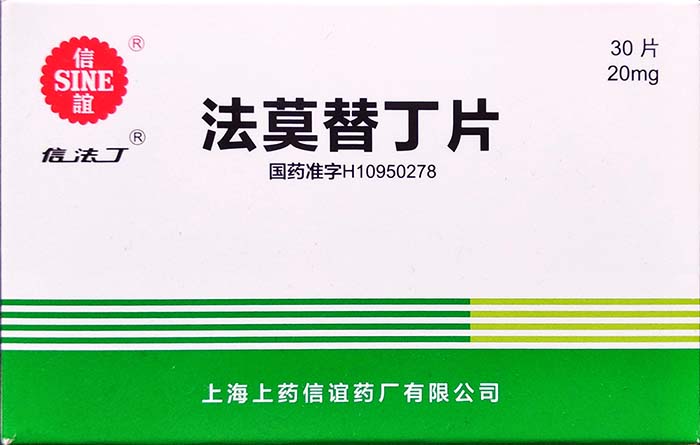 信
SINE
誼
®
信法丁®
30 片
20mg
法莫替丁片
国药准字H10950278
上海上药信谊药厂有限公司